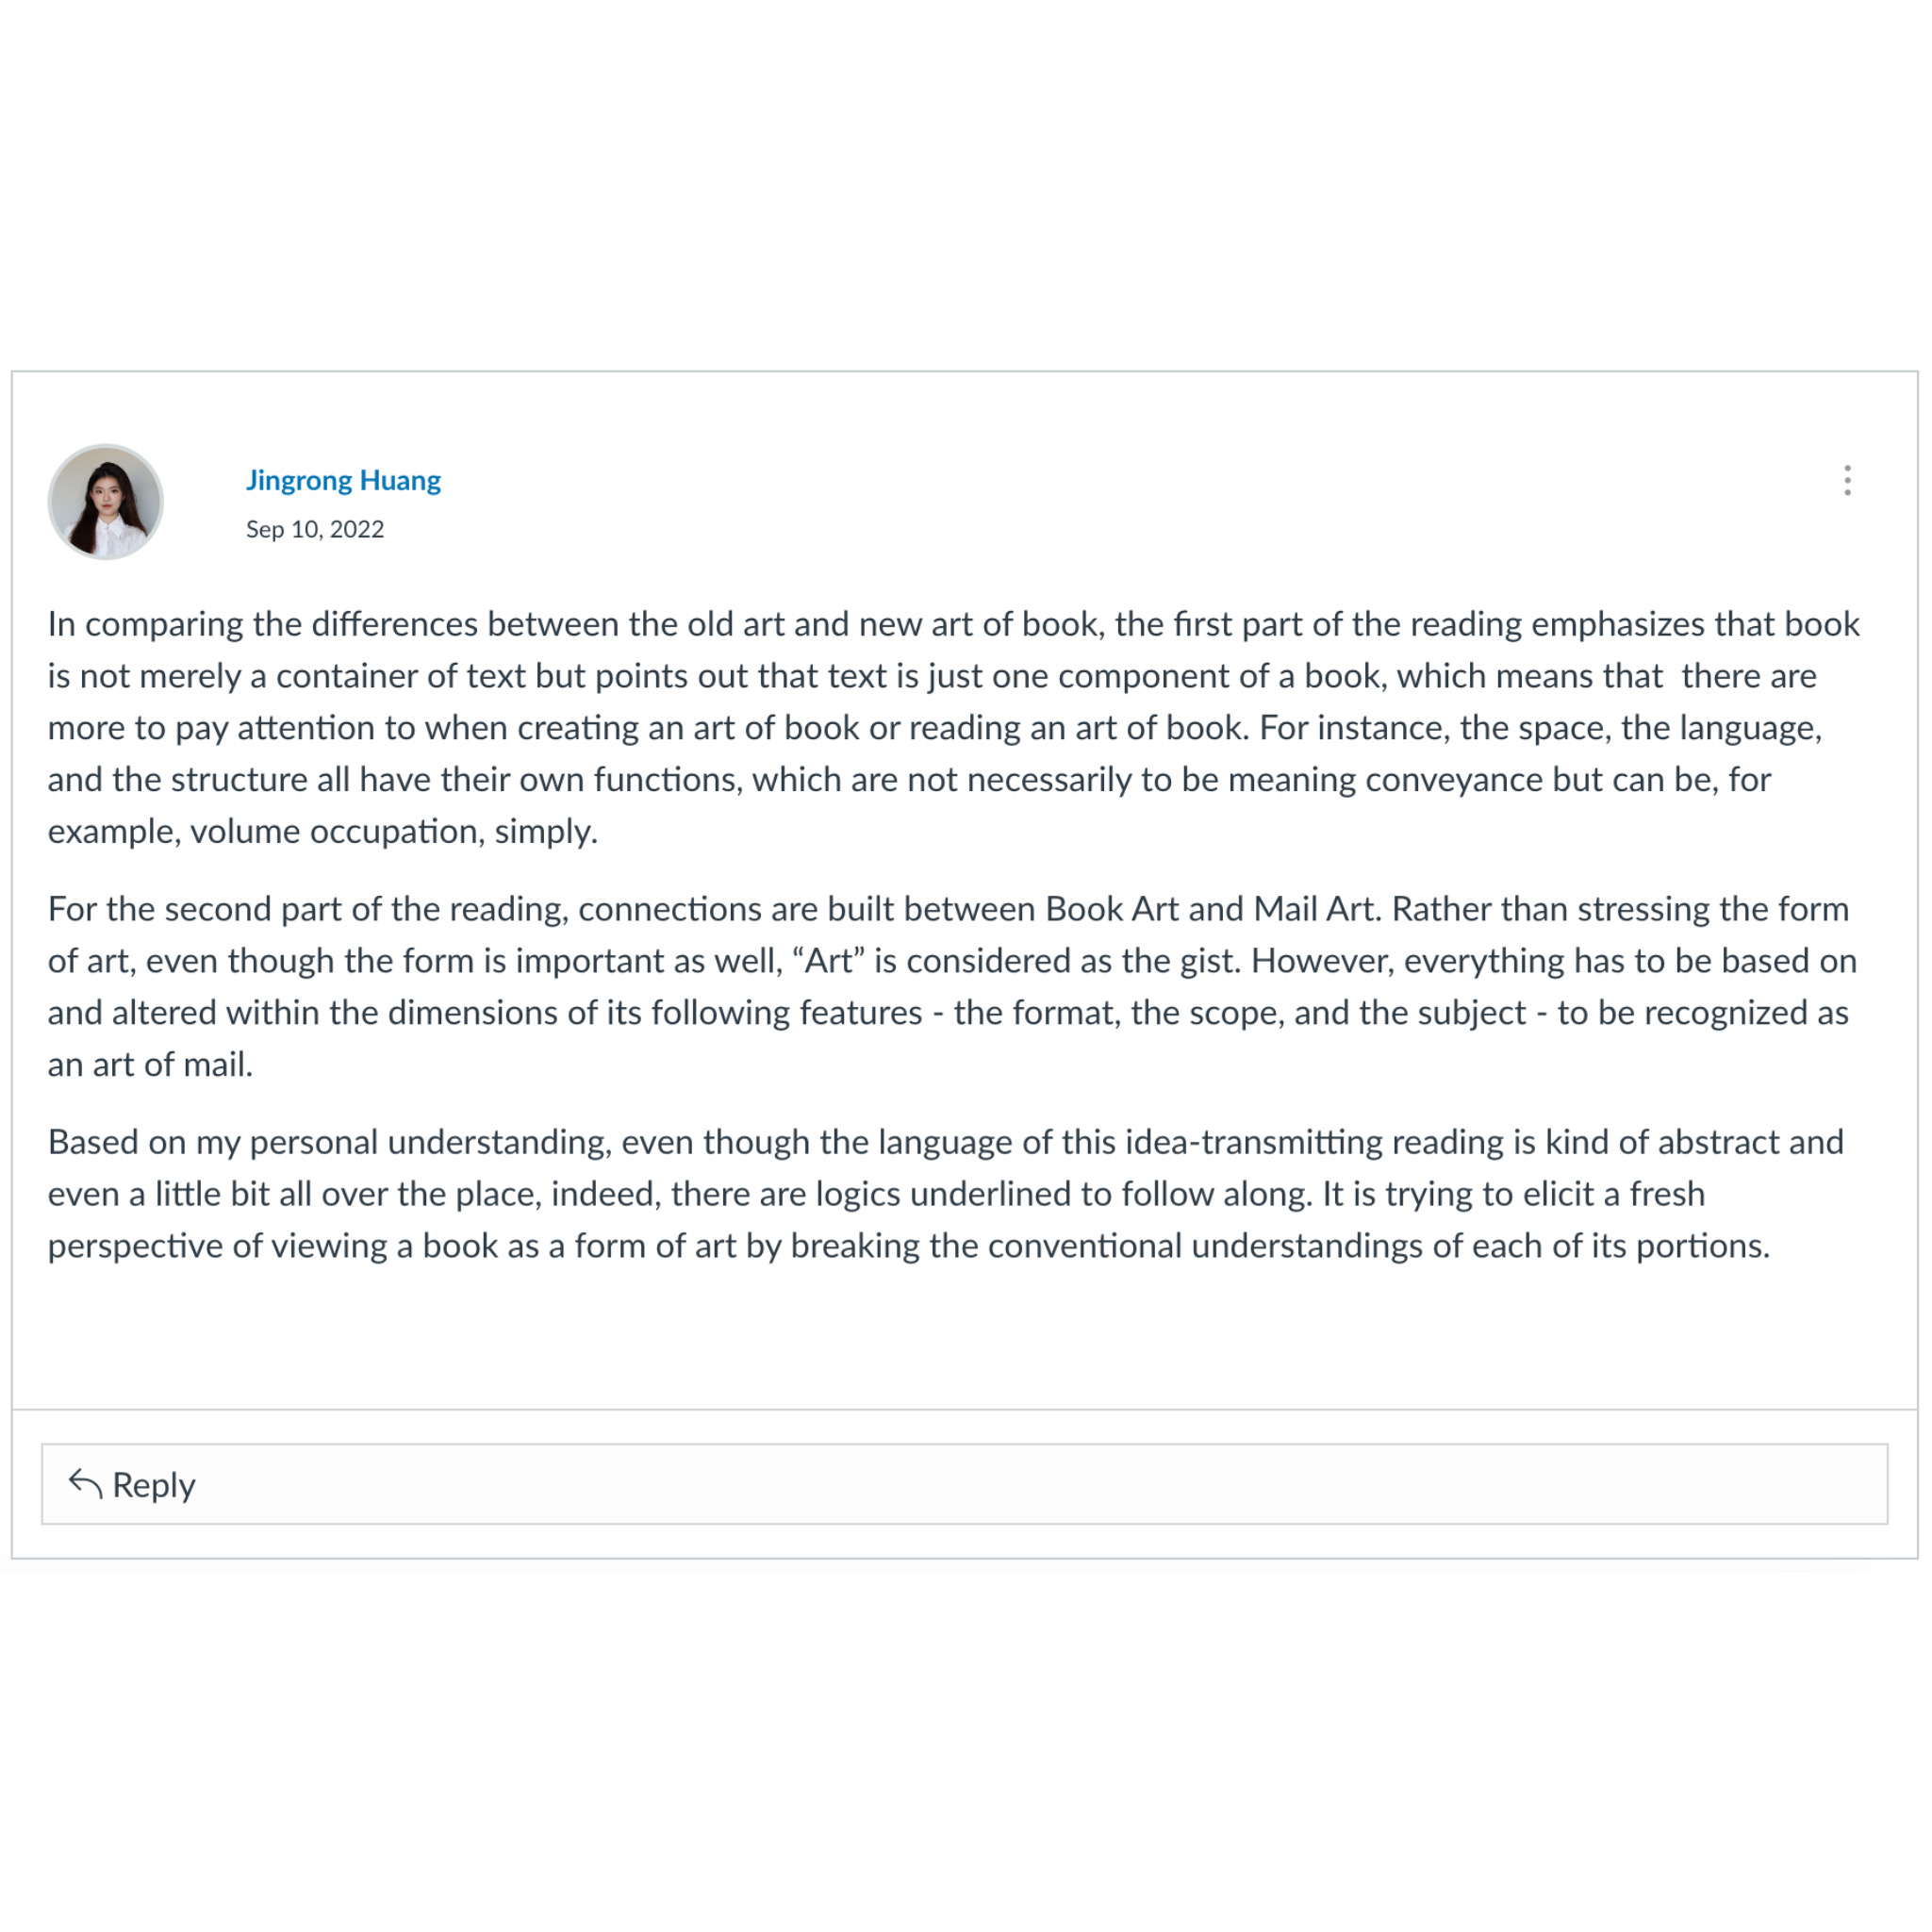 Jingrong Huang
Sep 10, 2022
In comparing the differences between the old art and new art of book, the first part of the reading emphasizes that book
is not merely a container of text but points out that text is just one component of a book, which means that  there are
more to pay attention to when creating an art of book or reading an art of book. For instance, the space, the language,
and the structure all have their own functions, which are not necessarily to be meaning conveyance but can be, for
example, volume occupation, simply.
For the second part of the reading, connections are built between Book Art and Mail Art. Rather than stressing the form
of art, even though the form is important as well, “Art” is considered as the gist. However, everything has to be based on
and altered within the dimensions of its following features - the format, the scope, and the subject - to be recognized as
an art of mail.
Based on my personal understanding, even though the language of this idea-transmitting reading is kind of abstract and
even a little bit all over the place, indeed, there are logics underlined to follow along. It is trying to elicit a fresh
perspective of viewing a book as a form of art by breaking the conventional understandings of each of its portions.
Reply